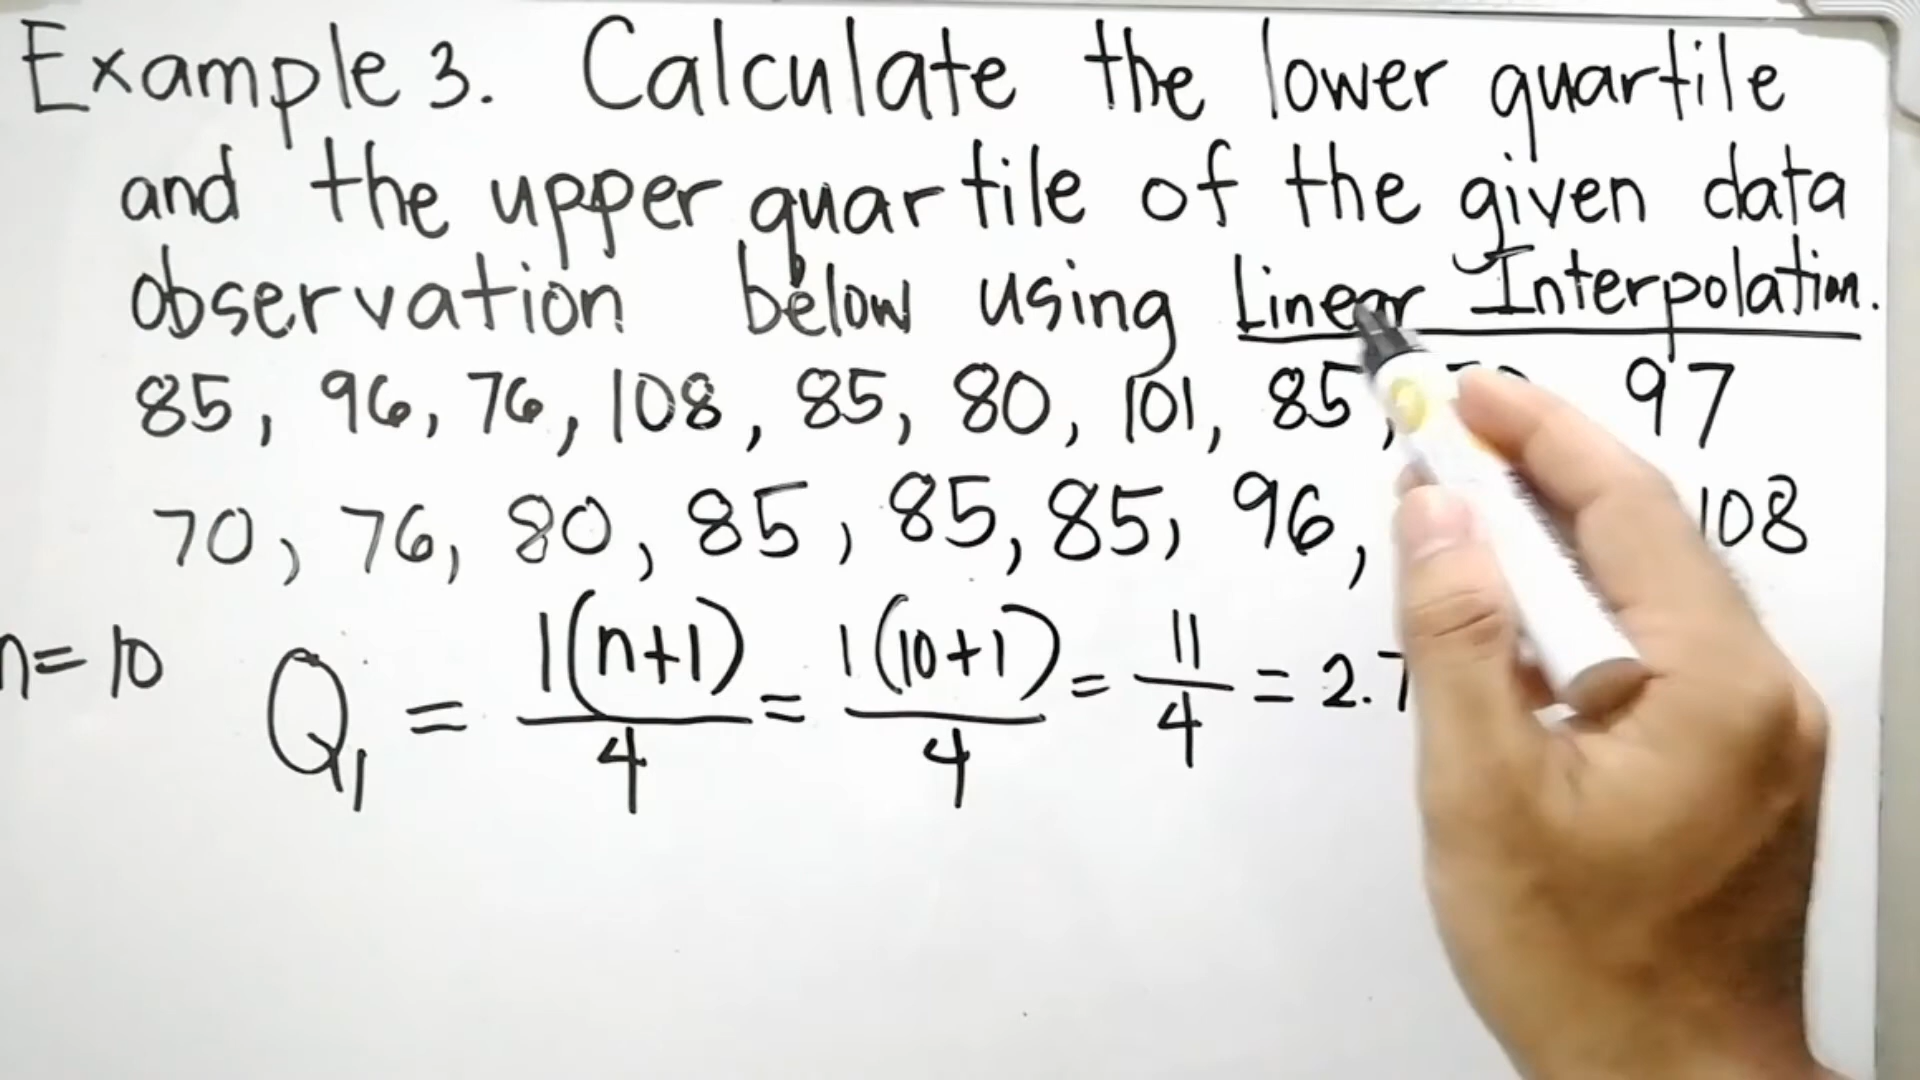 Example 3. Calculate the lower quartile
and the upper quartile of the given data
observation below using Linear Interpolation.
85, 96, 76, 108, 85, 80, 101, 85, 97
70, 76, 80, 85, 85, 85, 96, 108
n=10 Q₁ = 1(n+1)/4 = 1(10+1)/4 = 11/4 = 2.7